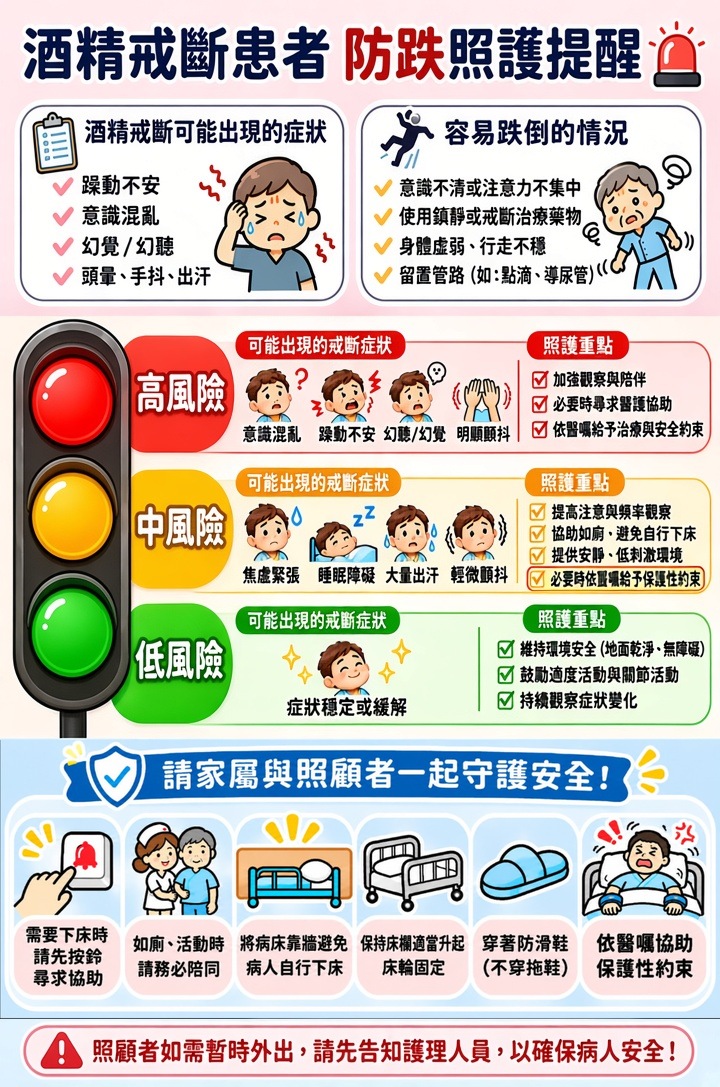 酒精戒斷患者 防跌照護提醒
酒精戒斷可能出現的症狀
躁動不安
意識混亂
幻覺/幻聽
頭暈、手抖、出汗
容易跌倒的情況
意識不清或注意力不集中
使用鎮靜或戒斷治療藥物
身體虛弱、行走不穩
留置管路(如:點滴、導尿管)
高風險
可能出現的戒斷症狀
意識混亂
躁動不安
幻聽/幻覺
明顯顫抖
照護重點
加強觀察與陪伴
必要時尋求醫護協助
依醫囑給予治療與安全約束
中風險
可能出現的戒斷症狀
焦慮緊張
睡眠障礙
大量出汗
輕微顫抖
照護重點
提高注意與頻率觀察
協助如廁、避免自行下床
提供安靜、低刺激環境
必要時依醫囑給予保護性約束
低風險
可能出現的戒斷症狀
症狀穩定或緩解
照護重點
維持環境安全(地面乾淨、無障礙)
鼓勵適度活動與關節活動
持續觀察症狀變化
請家屬與照顧者一起守護安全!
需要下床時
請先按鈴
尋求協助
如廁、活動時
請務必陪同
將病床靠牆避免
病人自行下床
保持床欄適當升起
床輪固定
穿著防滑鞋
(不穿拖鞋)
依醫囑協助
保護性約束
照顧者如需暫時外出，請先告知護理人員，以確保病人安全!